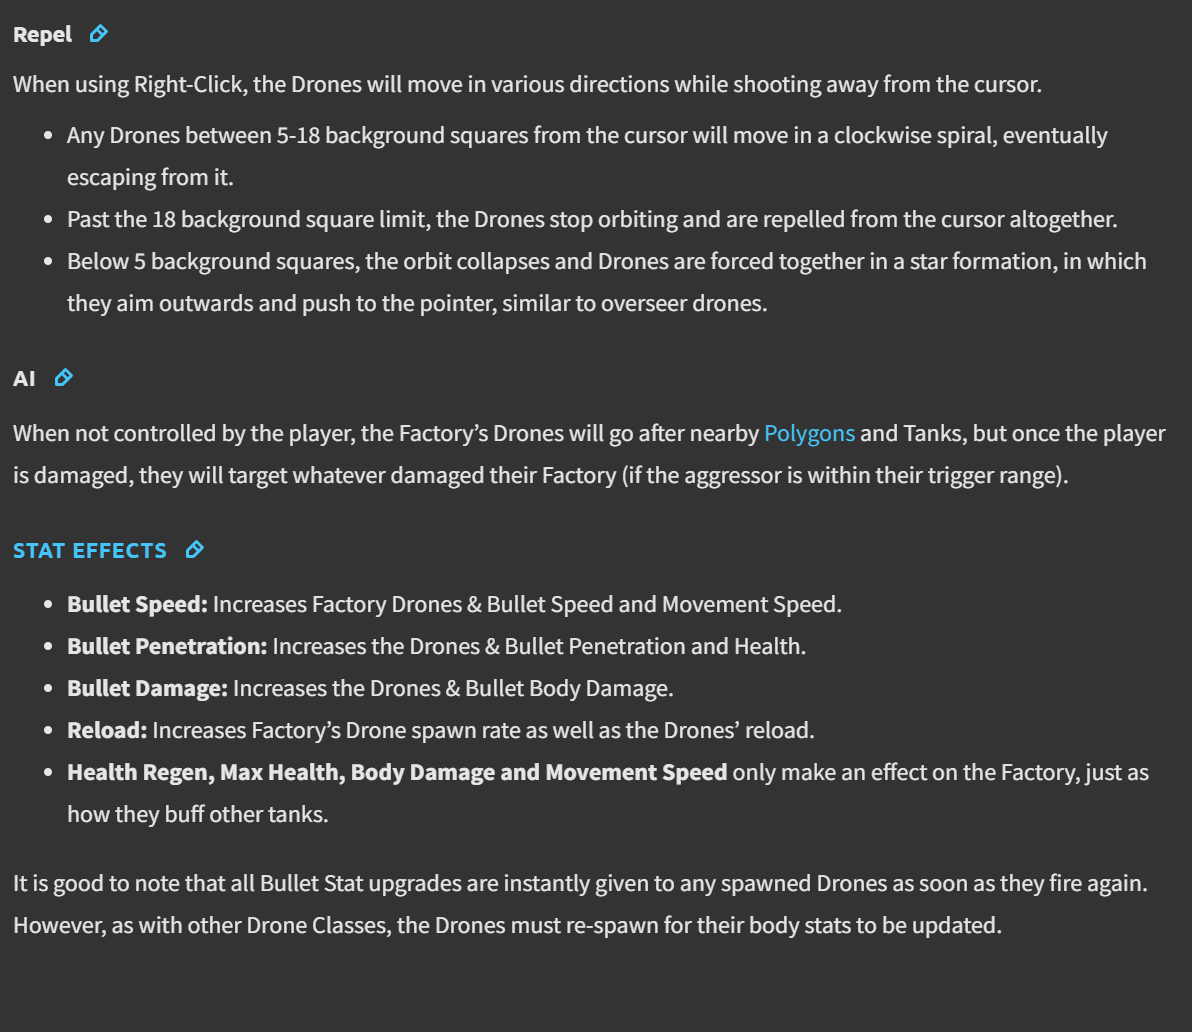 Repel
When using Right-Click, the Drones will move in various directions while shooting away from the cursor.
• Any Drones between 5-18 background squares from the cursor will move in a clockwise spiral, eventually
escaping from it.
• Past the 18 background square limit, the Drones stop orbiting and are repelled from the cursor altogether.
• Below 5 background squares, the orbit collapses and Drones are forced together in a star formation, in which
they aim outwards and push to the pointer, similar to overseer drones.
AI
When not controlled by the player, the Factory’s Drones will go after nearby Polygons and Tanks, but once the player
is damaged, they will target whatever damaged their Factory (if the aggressor is within their trigger range).
STAT EFFECTS
• Bullet Speed: Increases Factory Drones & Bullet Speed and Movement Speed.
• Bullet Penetration: Increases the Drones & Bullet Penetration and Health.
• Bullet Damage: Increases the Drones & Bullet Body Damage.
• Reload: Increases Factory’s Drone spawn rate as well as the Drones’ reload.
• Health Regen, Max Health, Body Damage and Movement Speed only make an effect on the Factory, just as
how they buff other tanks.
It is good to note that all Bullet Stat upgrades are instantly given to any spawned Drones as soon as they fire again.
However, as with other Drone Classes, the Drones must re-spawn for their body stats to be updated.